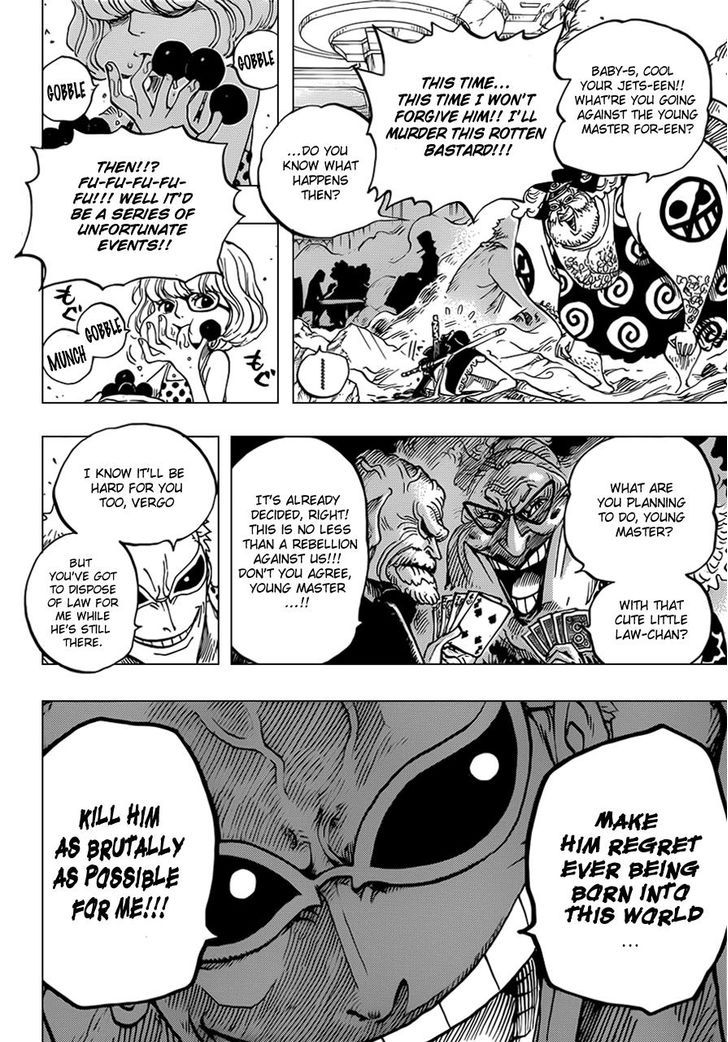 BABY-5, COOL
YOUR JETS-EEN!!
WHAT'RE YOU GOING
AGAINST THE YOUNG
MASTER FOR-EEN?
THIS TIME...
THIS TIME I WON'T
FORGIVE HIM!! I'LL
MURDER THIS ROTTEN
BASTARD!!!
...DO YOU
KNOW WHAT
HAPPENS
THEN?
GOBBLE
GOBBLE
THEN!!?
FU-FU-FU-FU-
FU!!! WELL IT'D
BE A SERIES OF
UNFORTUNATE
EVENTS!!
もぐ
GOBBLE
MUNCH
もぐ
WHAT ARE
YOU PLANNING
TO DO, YOUNG
MASTER?
WITH THAT
CUTE LITTLE
LAW-CHAN?
IT'S ALREADY
DECIDED, RIGHT!
THIS IS NO LESS
THAN A REBELLION
AGAINST US!!!
DON'T YOU AGREE,
YOUNG MASTER
...!!
I KNOW IT'LL BE
HARD FOR YOU
TOO, VERGO
BUT
YOU'VE GOT
TO DISPOSE
OF LAW FOR
ME WHILE
HE'S STILL
THERE.
MAKE
HIM REGRET
EVER BEING
BORN INTO
THIS WORLD
...
KILL HIM
AS BRUTALLY
AS POSSIBLE
FOR ME!!!